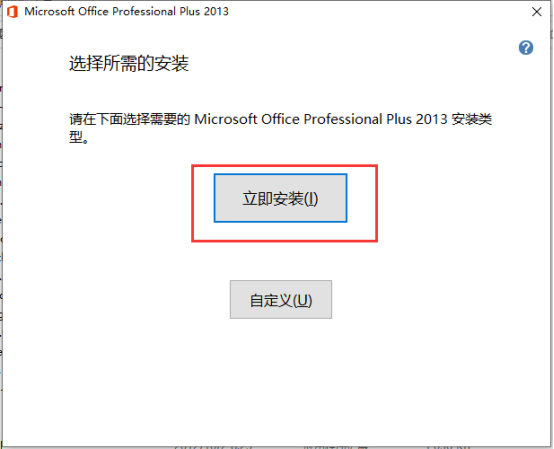 Microsoft Office Professional Plus 2013
选择所需的安装
请在下面选择需要的 Microsoft Office Professional Plus 2013 安装类
型。
立即安装(I)
自定义(U)